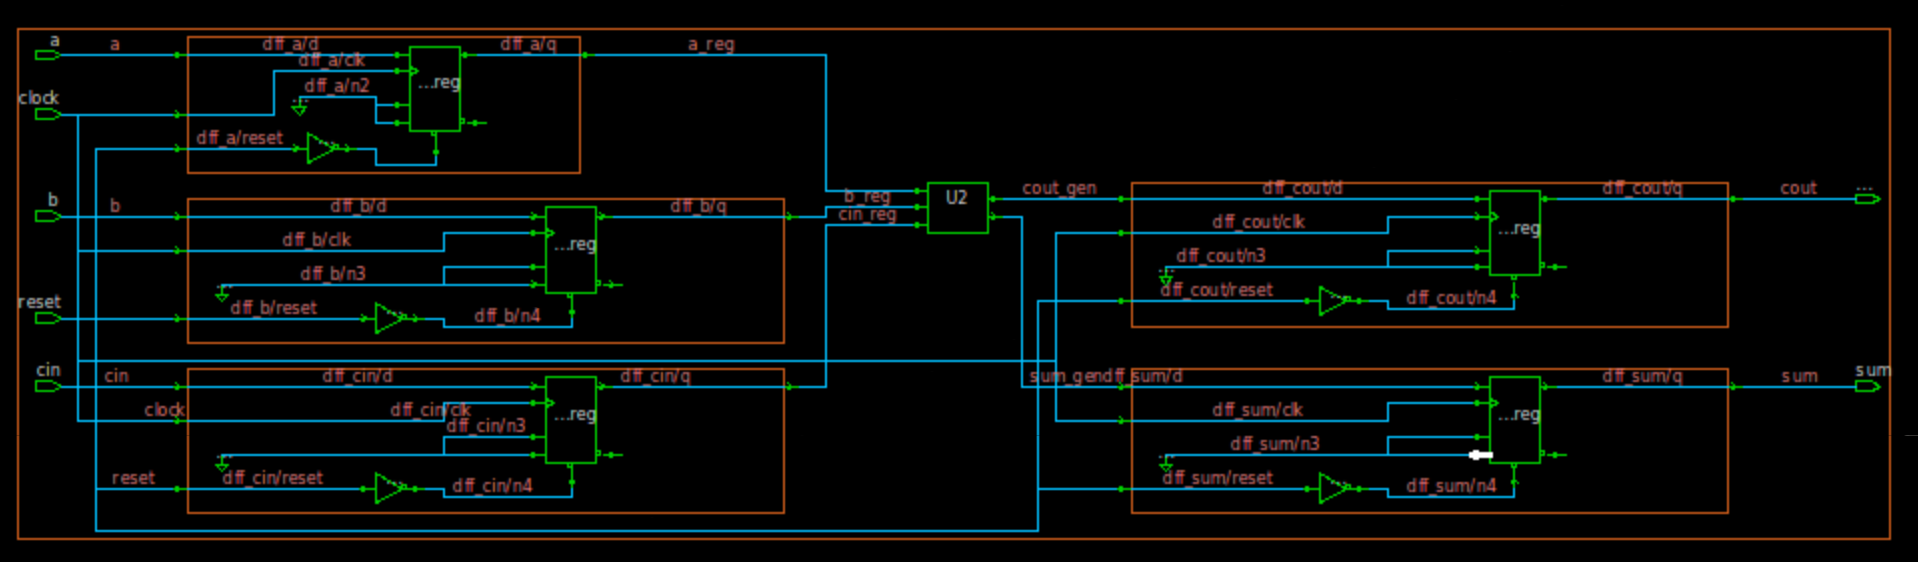 a a dff_a/d dff_a/q a_reg
dff_a/clk
...reg
dff_a/n2
clock
dff_a/reset
b b dff_b/d dff_b/q b_reg U2 cout_gen dff_cout/d dff_cout/q cout ...
cin_reg
dff_cout/clk
...reg
dff_b/clk ...reg
dff_cout/n3
dff_b/n3
dff_cout/reset dff_cout/n4
reset dff_b/reset dff_b/n4
cin cin dff_cin/d dff_cin/q sum_gen dff_sum/d dff_sum/q sum sum
clock dff_cin/clk ...reg dff_sum/clk ...reg
dff_cin/n3
dff_sum/n3
reset dff_cin/reset dff_cin/n4 dff_sum/reset dff_sum/n4